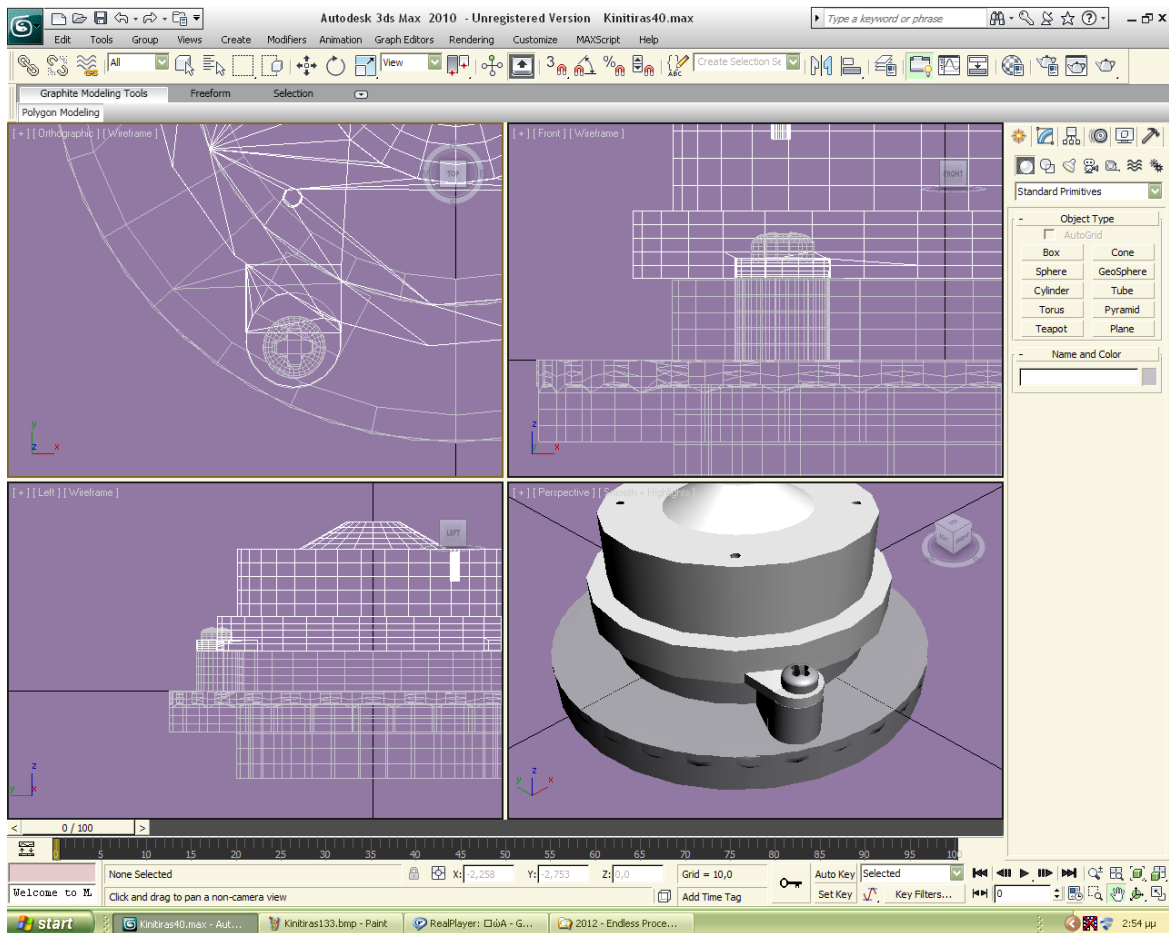 Autodesk 3ds Max 2010 - Unregistered Version Kinitiras40.max
Type a keyword or phrase
Edit Tools Group Views Create Modifiers Animation Graph Editors Rendering Customize MAXScript Help
All
View
3
Create Selection Se
Graphite Modeling Tools Freeform Selection
Polygon Modeling
[ + ] [ Orthographic ] [ Wireframe ]
TOP
y
z x
[ + ] [ Front ] [ Wireframe ]
FRONT
z
x
[ + ] [ Left ] [ Wireframe ]
LEFT
z
y
[ + ] [ Perspective ] [ Smooth + Highlights ]
z
y x
Standard Primitives
- Object Type
AutoGrid
Box Cone
Sphere GeoSphere
Cylinder Tube
Torus Pyramid
Teapot Plane
- Name and Color
< 0 / 100 >
0 5 10 15 20 25 30 35 40 45 50 55 60 65 70 75 80 85 90 95 100
None Selected X: -2,258 Y: -2,753 Z: 0,0 Grid = 10,0 Auto Key Selected
Welcome to M. Click and drag to pan a non-camera view Add Time Tag Set Key Key Filters... 0
start Kinitiras40.max - Aut... Kinitiras133.bmp - Paint RealPlayer: □ώΑ - G... 2012 - Endless Proce... 2:54 μμ